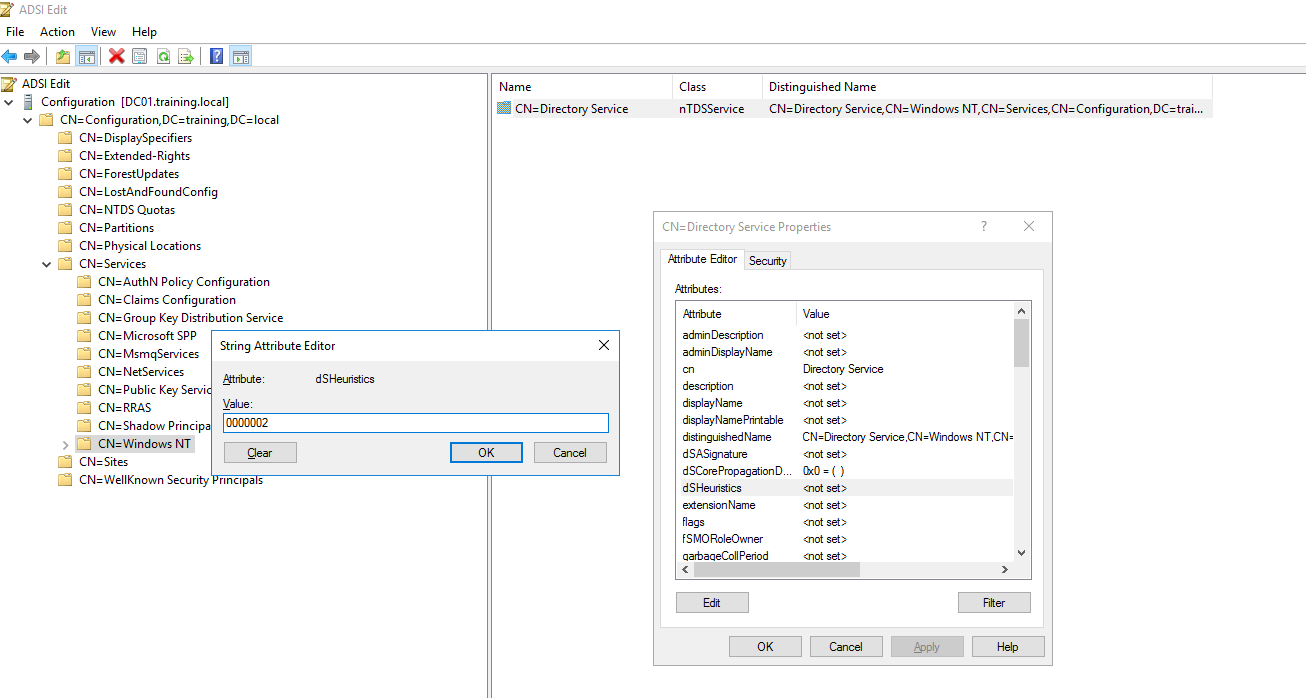 ADSI Edit
File Action View Help
ADSI Edit
Configuration [DC01.training.local]
CN=Configuration,DC=training,DC=local
CN=DisplaySpecifiers
CN=Extended-Rights
CN=ForestUpdates
CN=LostAndFoundConfig
CN=NTDS Quotas
CN=Partitions
CN=Physical Locations
CN=Services
CN=AuthN Policy Configuration
CN=Claims Configuration
CN=Group Key Distribution Service
CN=Microsoft SPP
CN=MsmqServices
CN=NetServices
CN=Public Key Servic
CN=RRAS
CN=Shadow Principa
CN=Windows NT
CN=Sites
CN=WellKnown Security Principals
Name Class Distinguished Name
CN=Directory Service nTDSService CN=Directory Service,CN=Windows NT,CN=Services,CN=Configuration,DC=trai...
String Attribute Editor
Attribute: dSHeuristics
Value:
0000002
Clear OK Cancel
CN=Directory Service Properties ?
Attribute Editor Security
Attributes:
Attribute Value
adminDescription <not set>
adminDisplayName <not set>
cn Directory Service
description <not set>
displayName <not set>
displayNamePrintable <not set>
distinguishedName CN=Directory Service,CN=Windows NT,CN=
dSASignature <not set>
dSCorePropagationD... 0x0 = ( )
dSHeuristics <not set>
extensionName <not set>
flags <not set>
fSMORoleOwner <not set>
garbageCollPeriod <not set>
Edit Filter
OK Cancel Apply Help